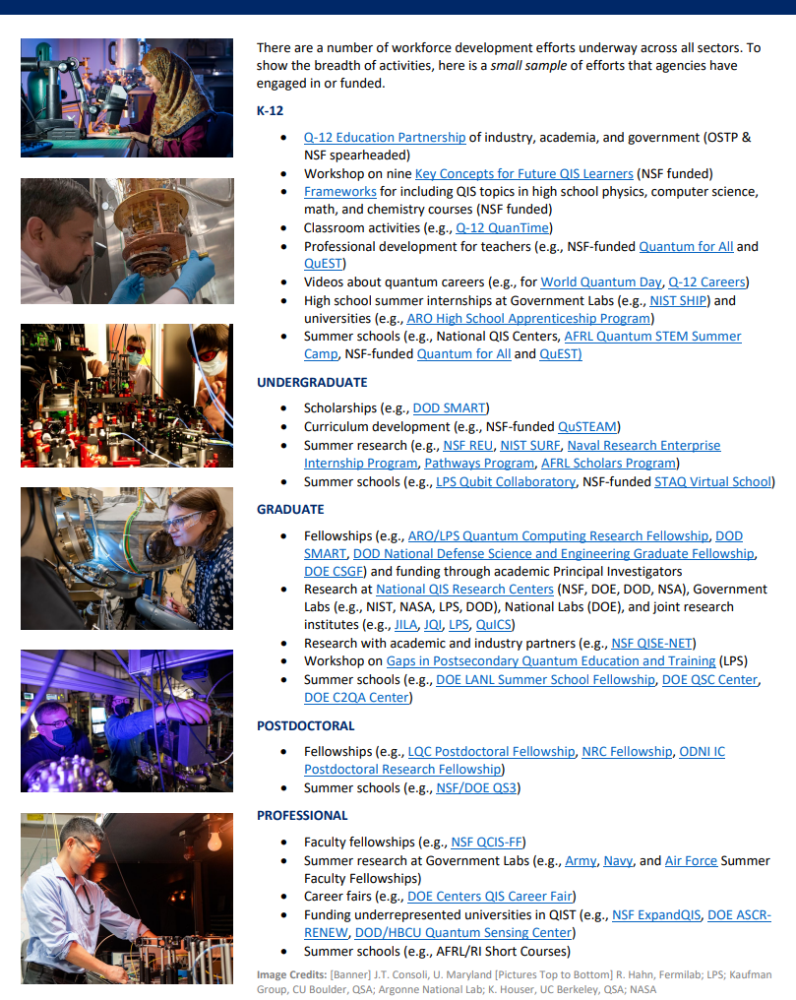 There are a number of workforce development efforts underway across all sectors. To
show the breadth of activities, here is a small sample of efforts that agencies have
engaged in or funded.
K-12
• Q-12 Education Partnership of industry, academia, and government (OSTP &
NSF spearheaded)
• Workshop on nine Key Concepts for Future QIS Learners (NSF funded)
• Frameworks for including QIS topics in high school physics, computer science,
math, and chemistry courses (NSF funded)
• Classroom activities (e.g., Q-12 QuanTime)
• Professional development for teachers (e.g., NSF-funded Quantum for All and
QuEST)
• Videos about quantum careers (e.g., for World Quantum Day, Q-12 Careers)
• High school summer internships at Government Labs (e.g., NIST SHIP) and
universities (e.g., ARO High School Apprenticeship Program)
• Summer schools (e.g., National QIS Centers, AFRL Quantum STEM Summer
Camp, NSF-funded Quantum for All and QuEST)
UNDERGRADUATE
• Scholarships (e.g., DOD SMART)
• Curriculum development (e.g., NSF-funded QuSTEAM)
• Summer research (e.g., NSF REU, NIST SURF, Naval Research Enterprise
Internship Program, Pathways Program, AFRL Scholars Program)
• Summer schools (e.g., LPS Qubit Collaboratory, NSF-funded STAQ Virtual School)
GRADUATE
• Fellowships (e.g., ARO/LPS Quantum Computing Research Fellowship, DOD
SMART, DOD National Defense Science and Engineering Graduate Fellowship,
DOE CSGF) and funding through academic Principal Investigators
• Research at National QIS Research Centers (NSF, DOE, DOD, NSA), Government
Labs (e.g., NIST, NASA, LPS, DOD), National Labs (DOE), and joint research
institutes (e.g., JILA, JQI, LPS, QuICS)
• Research with academic and industry partners (e.g., NSF QISE-NET)
• Workshop on Gaps in Postsecondary Quantum Education and Training (LPS)
• Summer schools (e.g., DOE LANL Summer School Fellowship, DOE QSC Center,
DOE C2QA Center)
POSTDOCTORAL
• Fellowships (e.g., LQC Postdoctoral Fellowship, NRC Fellowship, ODNI IC
Postdoctoral Research Fellowship)
• Summer schools (e.g., NSF/DOE QS3)
PROFESSIONAL
• Faculty fellowships (e.g., NSF QCIS-FF)
• Summer research at Government Labs (e.g., Army, Navy, and Air Force Summer
Faculty Fellowships)
• Career fairs (e.g., DOE Centers QIS Career Fair)
• Funding underrepresented universities in QIST (e.g., NSF ExpandQIS, DOE ASCR-
RENEW, DOD/HBCU Quantum Sensing Center)
• Summer schools (e.g., AFRL/RI Short Courses)
Image Credits: [Banner] J.T. Consoli, U. Maryland [Pictures Top to Bottom] R. Hahn, Fermilab; LPS; Kaufman
Group, CU Boulder, QSA; Argonne National Lab; K. Houser, UC Berkeley, QSA; NASA